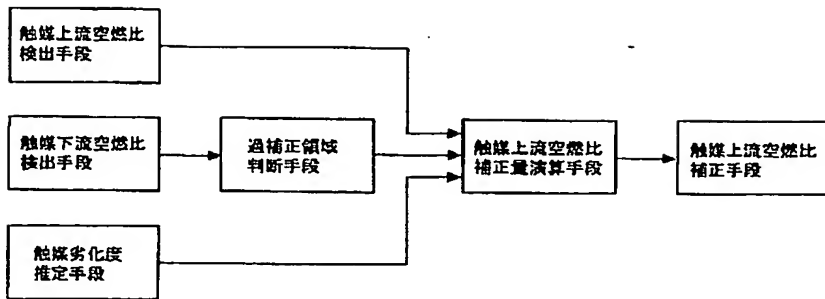 触媒上流空燃比
検出手段
触媒下流空燃比
検出手段
過補正領域
判断手段
触媒上流空燃比
補正量演算手段
触媒上流空燃比
補正手段
触媒劣化度
推定手段